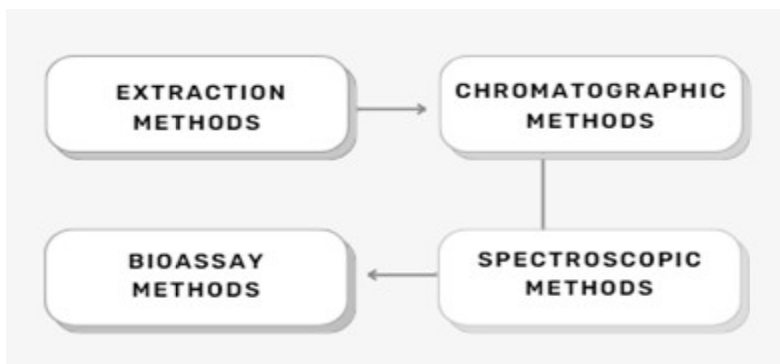 EXTRACTION
METHODS
CHROMATOGRAPHIC
METHODS
SPECTROSCOPIC
METHODS
BIOASSAY
METHODS